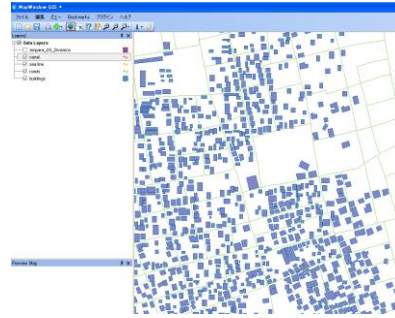 MapWindow GIS
ファイル 編集 ビュー Bookmarks プラグイン ヘルプ
Legend
Data Layers
Ampara_DS_Divisions
canal
sea line
roads
buildings
Preview Map